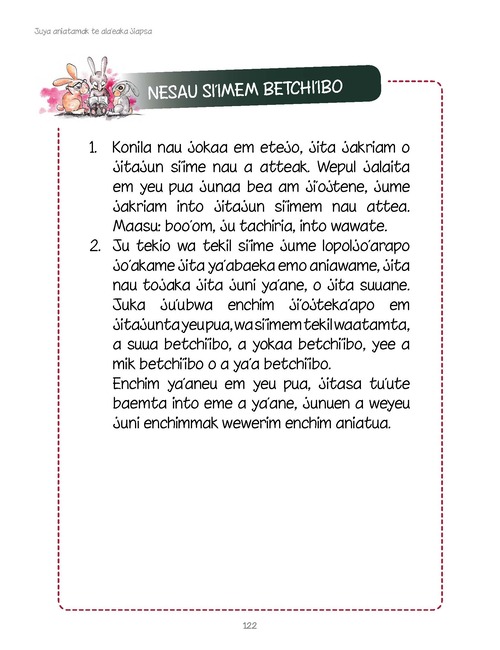 Juya aniatamak te ala'eaka jiapsa
NESAU SI'IMEM BETCHI'IBO
1. Konila nau jokaa em etejo, jita jakriam o
jitajun si'ime nau a atteak. Wepul jalaita
em yeu pua junaa bea am ji'ojtene, jume
jakriam into jitajun si'imem nau attea.
Maasu: boo'om, ju tachiria, into wawate.
2. Ju tekio wa tekil si'ime jume lopoljo'arapo
jo'akame jita ya'abaeka emo aniawame, jita
nau tojaka jita juni ya'ane, o jita suuane.
Juka ju'ubwa enchim ji'ojteka'apo em
jitajunta yeu pua, wa si'imem tekil waatamta,
a suua betchi'ibo, a yokaa betchi'ibo, yee a
mik betchi'ibo o a ya'a betchi'ibo.
Enchim ya'aneu em yeu pua, jitasa tu'ute
baemta into eme a ya'ane, junuen a weyeu
juni enchimmak wewerim enchim aniatua.
122